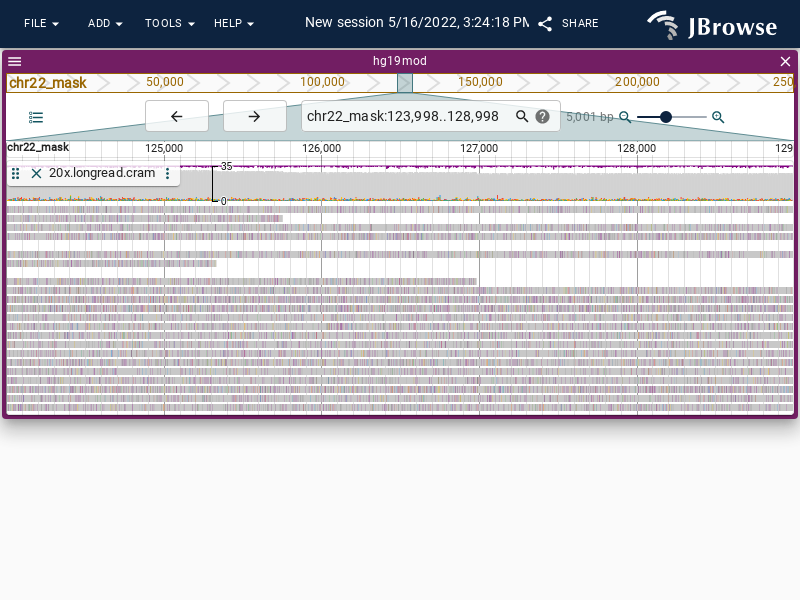 FILE ADD TOOLS HELP New session 5/16/2022, 3:24:18 PM SHARE JBrowse
hg19mod
chr22_mask 50,000 100,000 150,000 200,000 250
chr22_mask:123,998..128,998 ? 5,001 bp
chr22_mask 125,000 126,000 127,000 128,000 129
20x.longread.cram 35
0